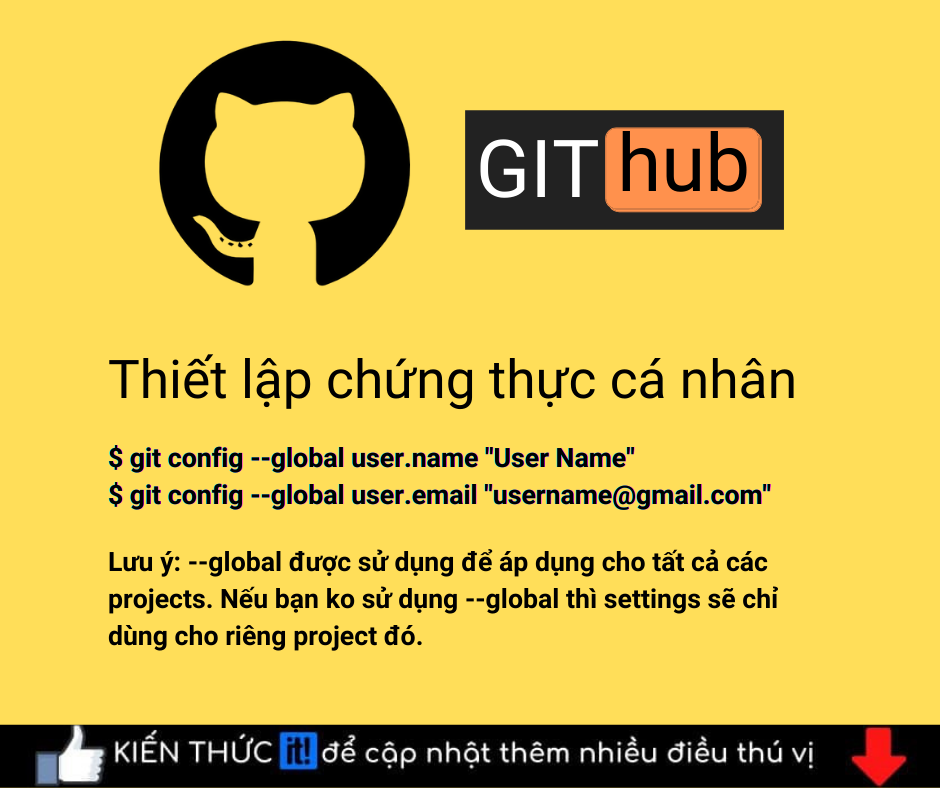 GIT hub
Thiết lập chứng thực cá nhân
$ git config --global user.name "User Name"
$ git config --global user.email "username@gmail.com"
Lưu ý: --global được sử dụng để áp dụng cho tất cả các
projects. Nếu bạn ko sử dụng --global thì settings sẽ chỉ
dùng cho riêng project đó.
KIẾN THỨC it! để cập nhật thêm nhiều điều thú vị